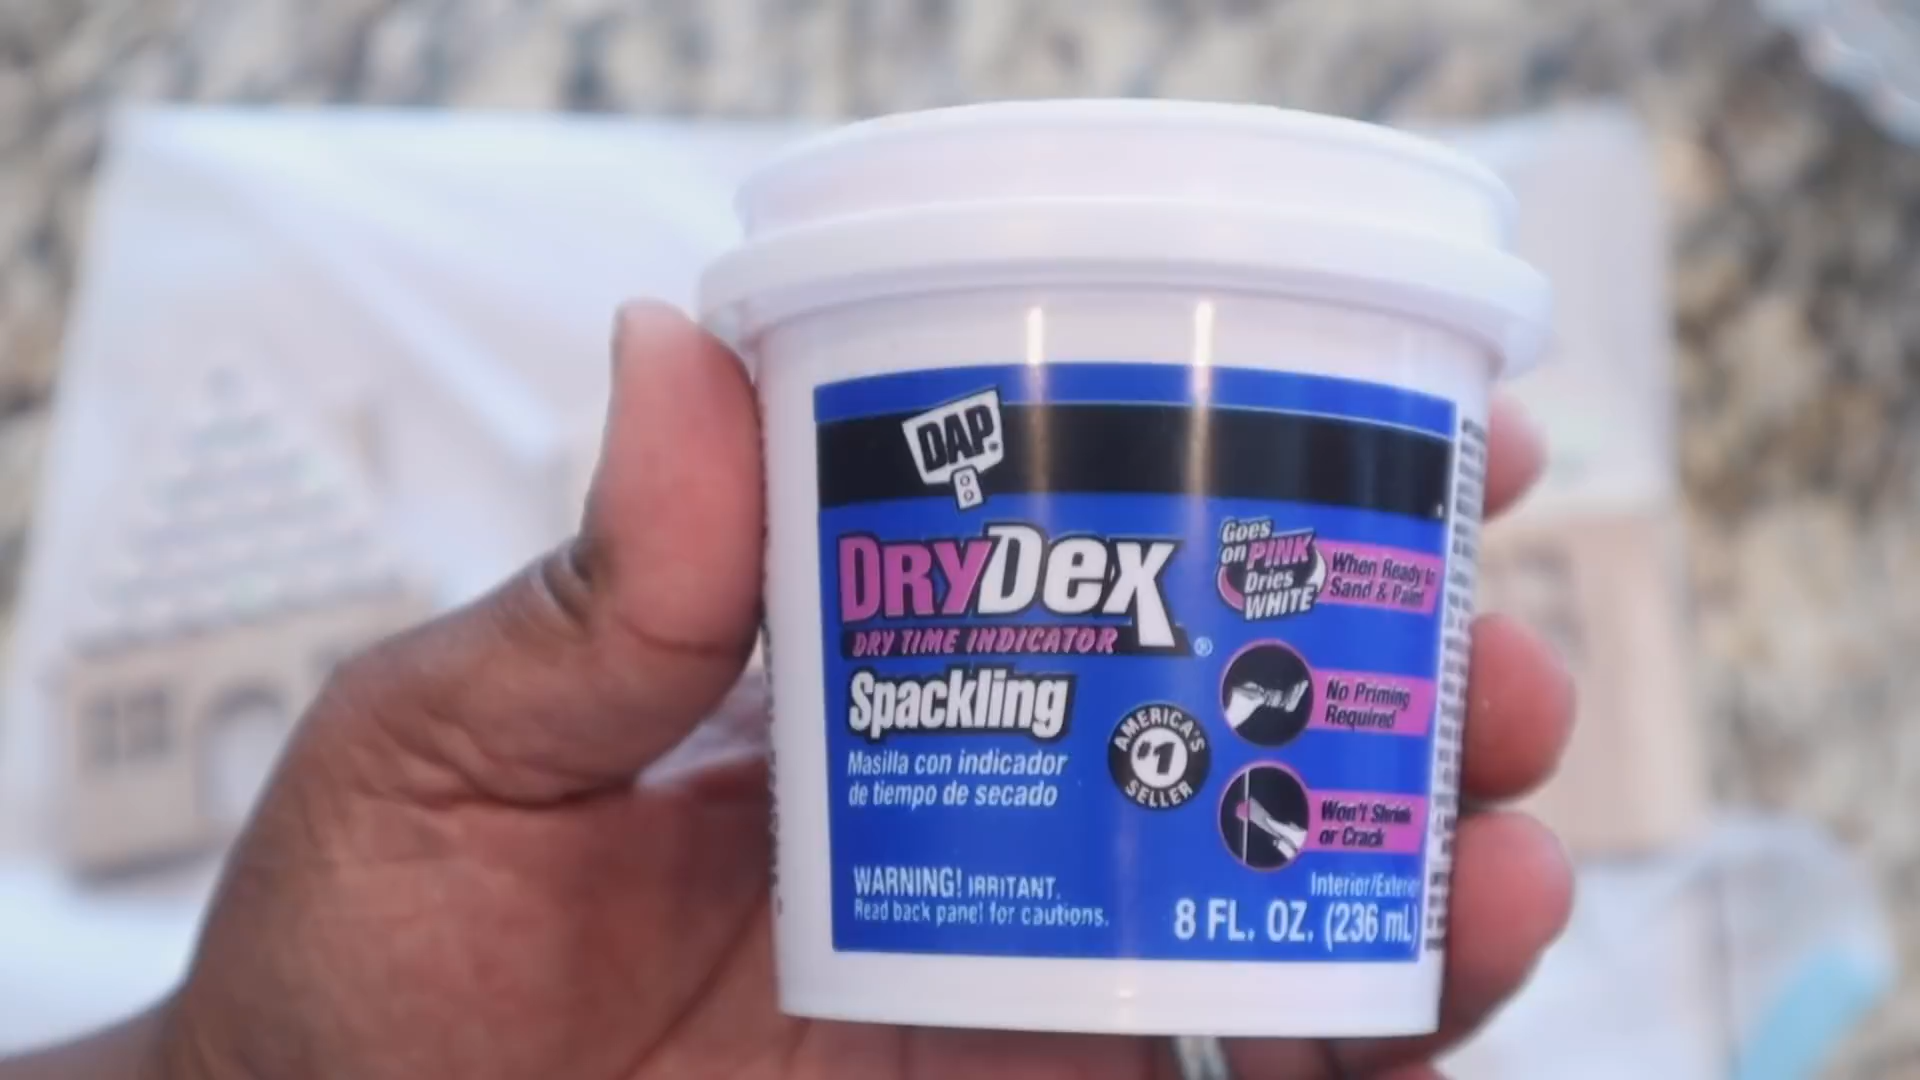 DAP®
DryDex®
DRY TIME INDICATOR
Spackling
Masilla con indicador
de tiempo de secado
AMERICA'S
#1
SELLER
Goes
on PINK
Dries
WHITE
When Ready to
Sand & Paint
No Priming
Required
Won't Shrink
or Crack
WARNING! IRRITANT.
Read back panel for cautions.
Interior/Exterior
8 FL. OZ. (236 mL)